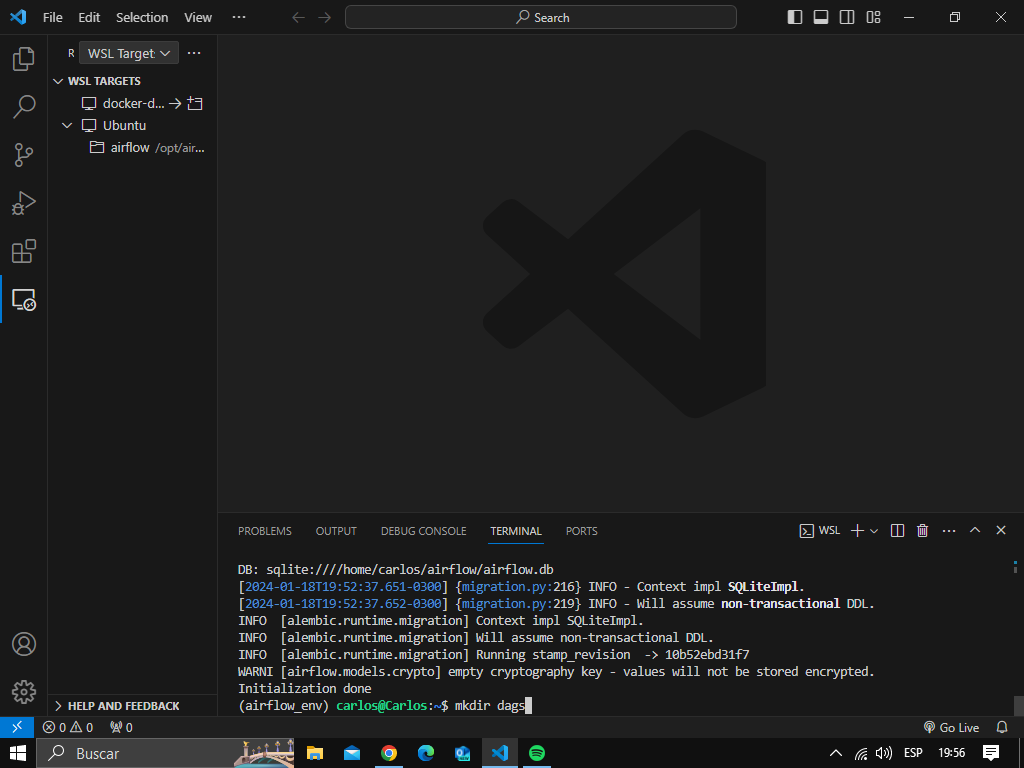 File Edit Selection View ··· Search
R WSL Target: ···
WSL TARGETS
docker-d...
Ubuntu
airflow /opt/air...
PROBLEMS OUTPUT DEBUG CONSOLE TERMINAL PORTS WSL ···
DB: sqlite:////home/carlos/airflow/airflow.db
[2024-01-18T19:52:37.651-0300] {migration.py:216} INFO - Context impl SQLiteImpl.
[2024-01-18T19:52:37.652-0300] {migration.py:219} INFO - Will assume non-transactional DDL.
INFO  [alembic.runtime.migration] Context impl SQLiteImpl.
INFO  [alembic.runtime.migration] Will assume non-transactional DDL.
INFO  [alembic.runtime.migration] Running stamp_revision  -> 10b52ebd31f7
WARNI [airflow.models.crypto] empty cryptography key - values will not be stored encrypted.
Initialization done
(airflow_env) carlos@Carlos:~$ mkdir dags
HELP AND FEEDBACK
0 0 0 Go Live
Buscar ESP 19:56